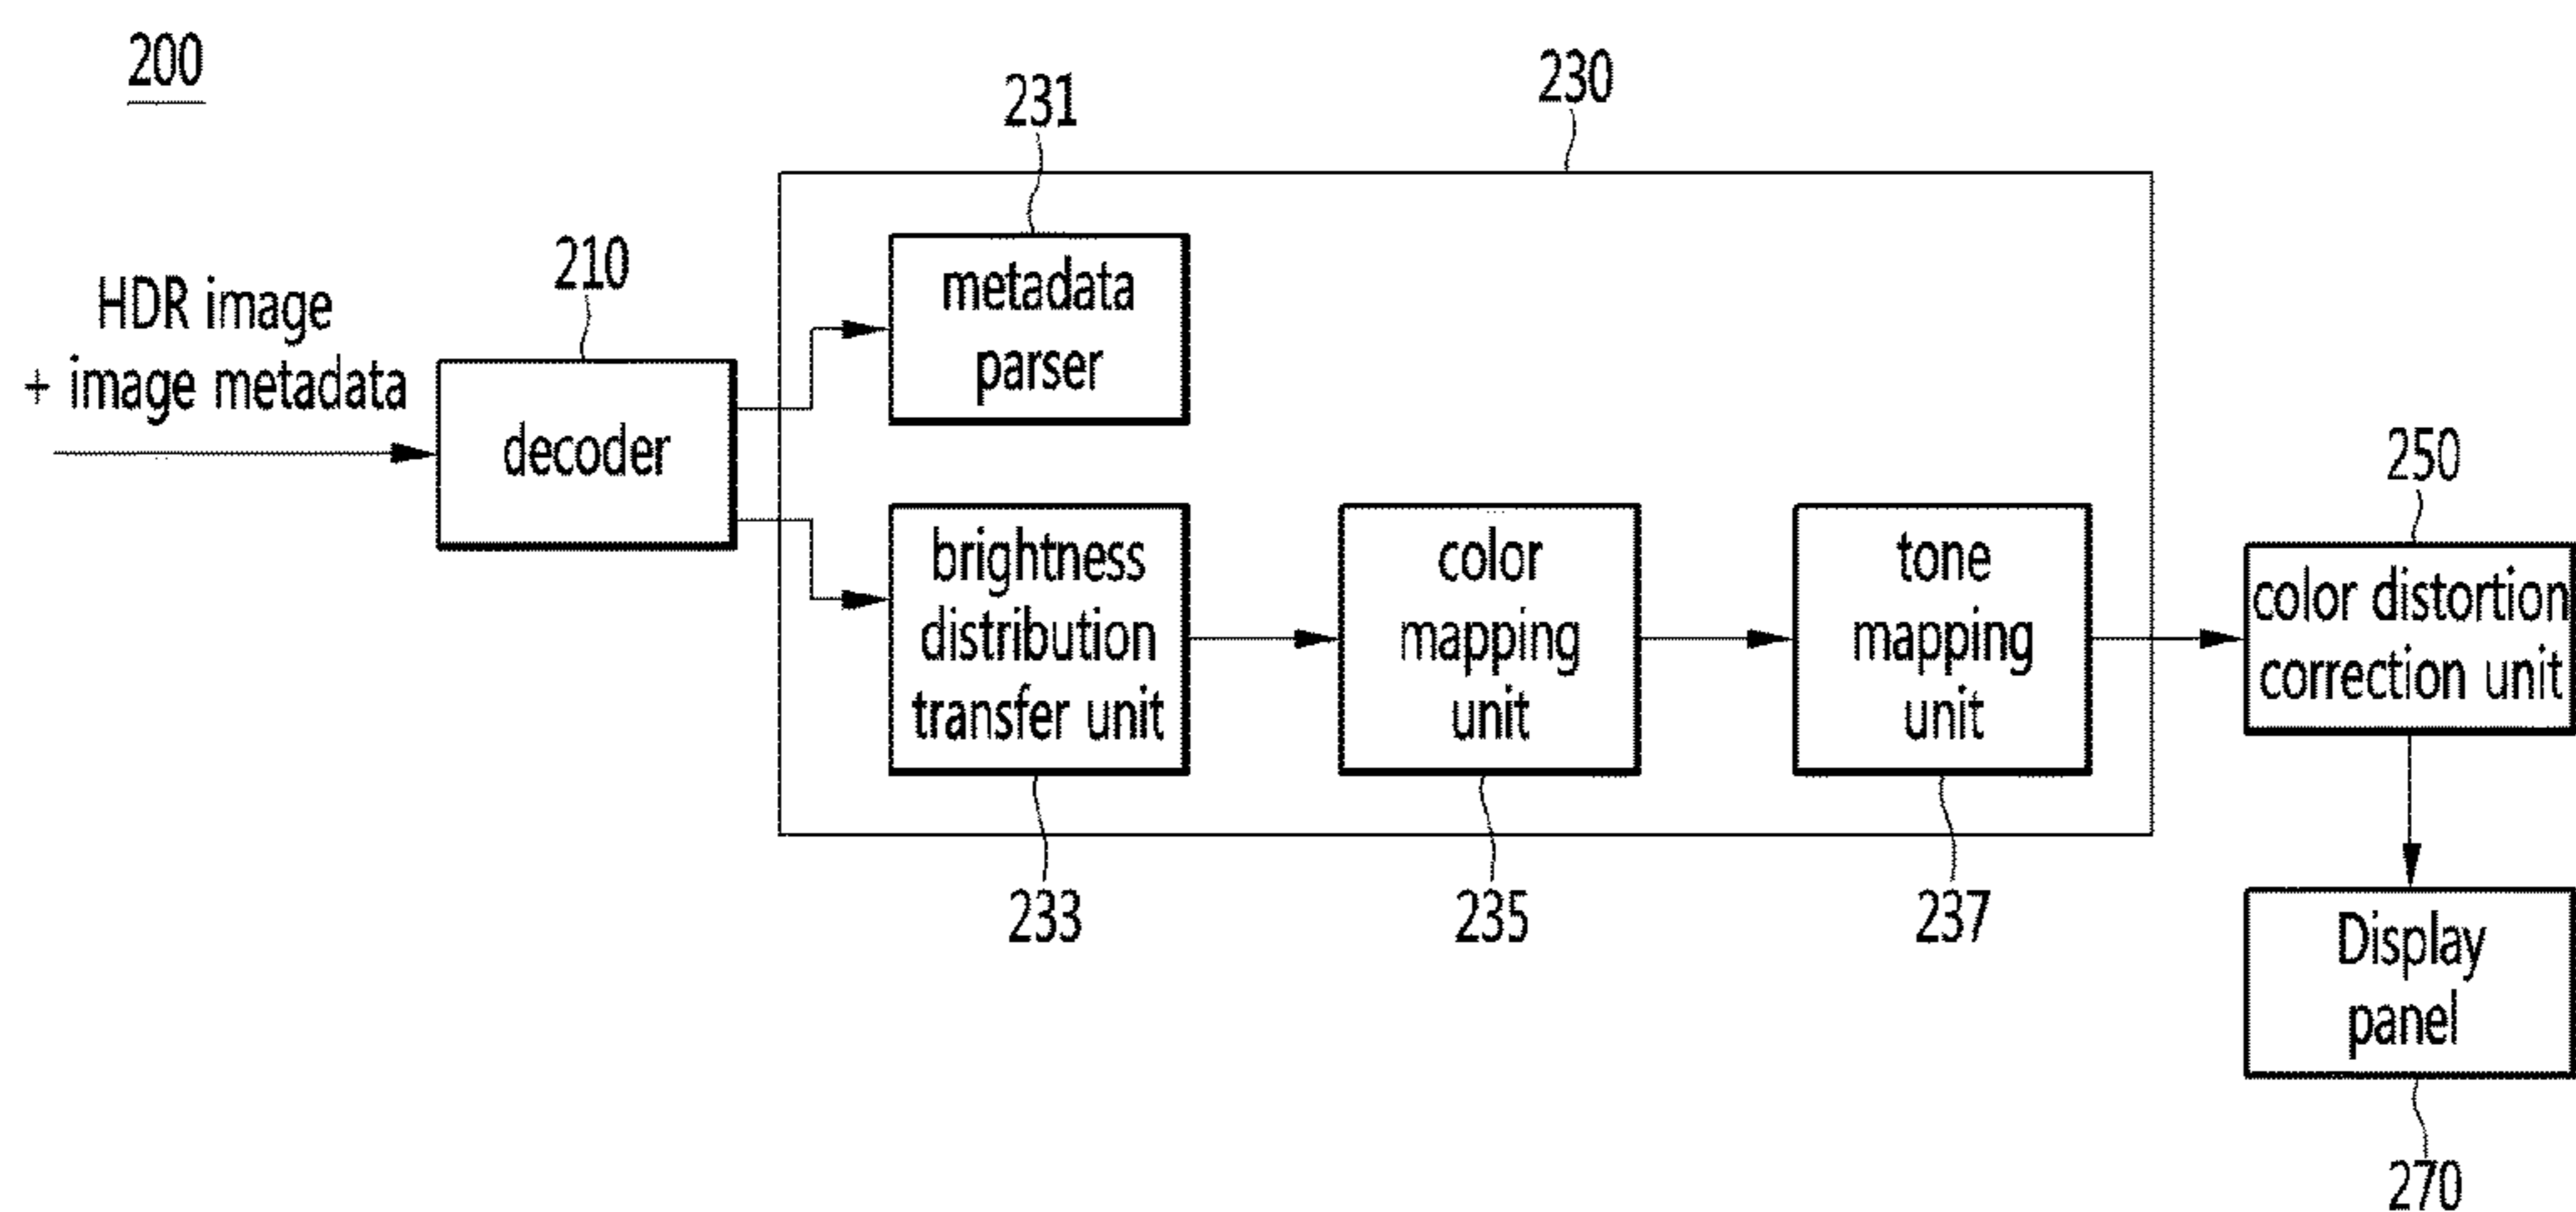 200
231
230
210
HDR image
+ image metadata
decoder
metadata
parser
brightness
distribution
transfer unit
color
mapping
unit
tone
mapping
unit
250
color distortion
correction unit
233
235
237
Display
panel
270